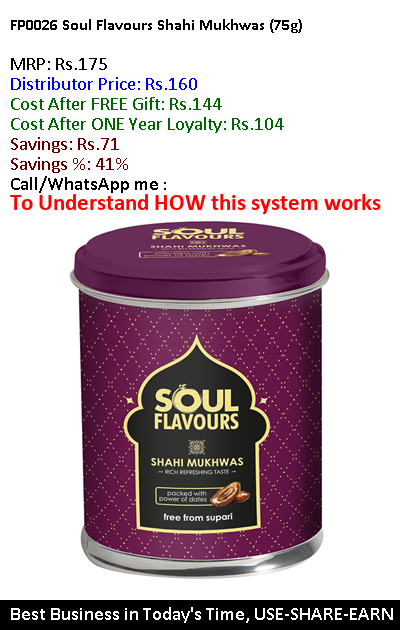 FP0026 Soul Flavours Shahi Mukhwas (75g)
MRP: Rs.175
Distributor Price: Rs.160
Cost After FREE Gift: Rs.144
Cost After ONE Year Loyalty: Rs.104
Savings: Rs.71
Savings %: 41%
Call/WhatsApp me :
To Understand HOW this system works
SOUL
FLAVOURS
SHAHI MUKHWAS
SOUL
FLAVOURS
SHAHI MUKHWAS
RICH REFRESHING TASTE
packed with
power of dates
free from supari
Best Business in Today's Time, USE-SHARE-EARN